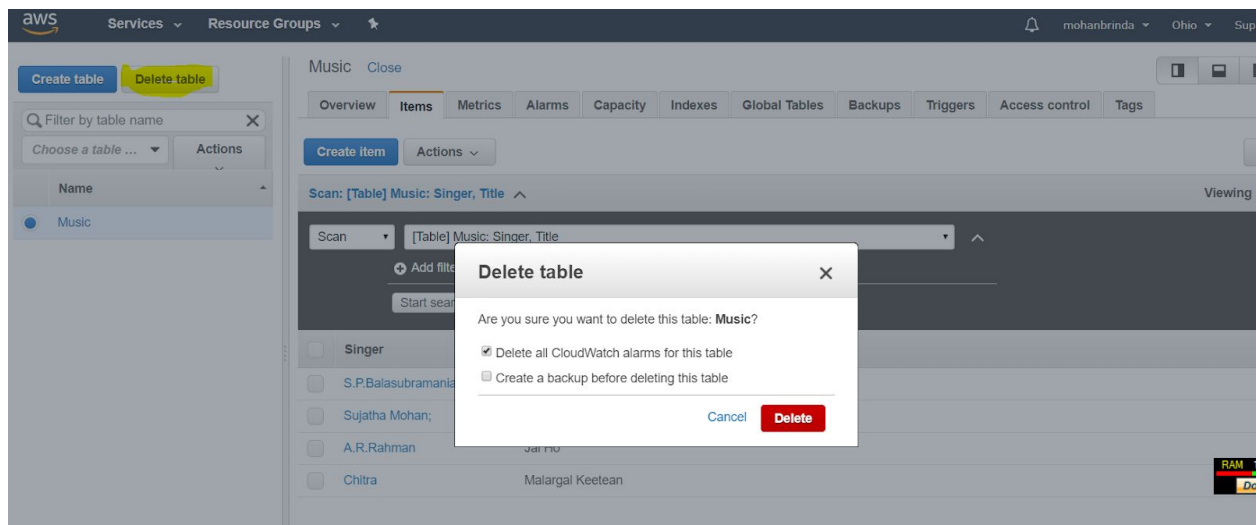 aws Services Resource Groups mohanbrinda Ohio Sup
Create table Delete table
Filter by table name
Choose a table ... Actions
Name
Music
Music Close
Overview Items Metrics Alarms Capacity Indexes Global Tables Backups Triggers Access control Tags
Create item Actions
Scan: [Table] Music: Singer, Title
Viewing
Scan [Table] Music: Singer, Title
Add filte
Start sear
Delete table
Are you sure you want to delete this table: Music?
Delete all CloudWatch alarms for this table
Create a backup before deleting this table
Cancel Delete
Singer
S.P.Balasubramania
Sujatha Mohan;
A.R.Rahman Jai Ho
Chitra Malargal Keetean
RAM
Do